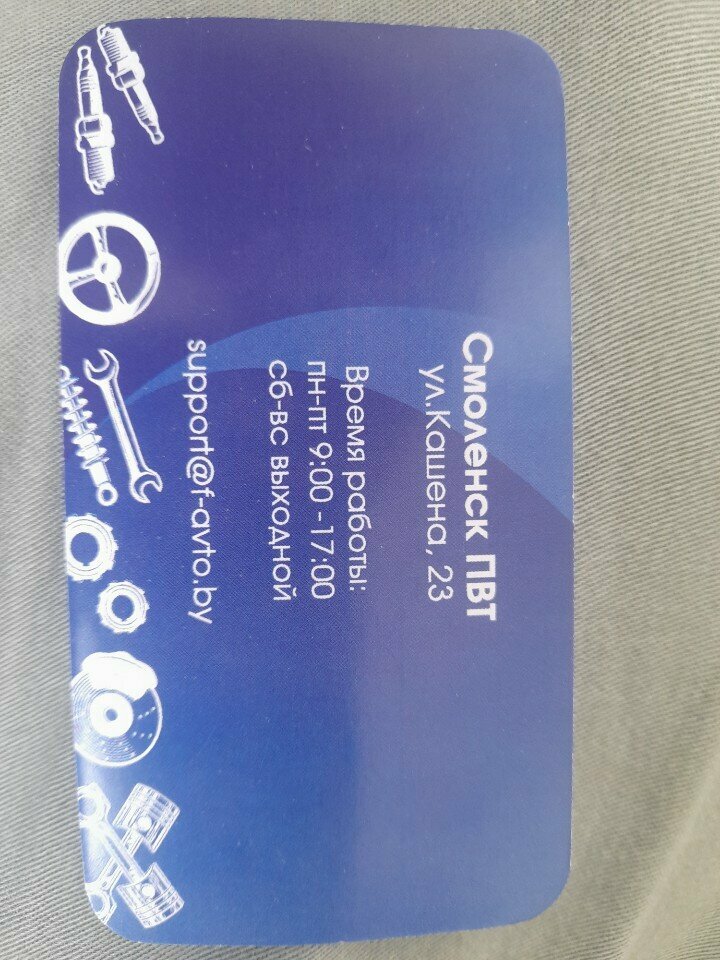 Смоленск ПВТ
ул.Кашена, 23
Время работы:
пн-пт 9:00 -17:00
сб-вс выходной
support@f-avto.by